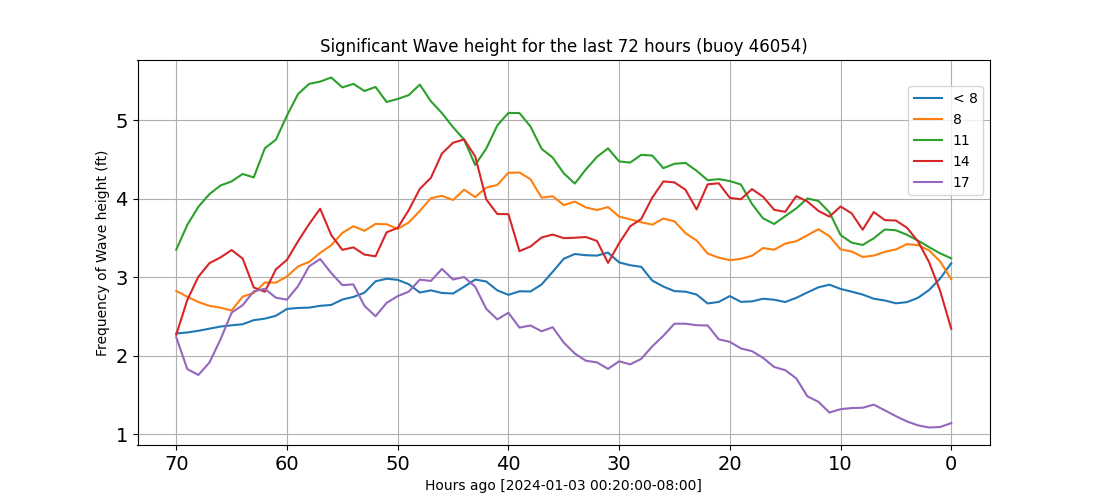 Significant Wave height for the last 72 hours (buoy 46054)
Frequency of Wave height (ft)
5
4
3
2
1
< 8
8
11
14
17
70 60 50 40 30 20 10 0
Hours ago [2024-01-03 00:20:00-08:00]